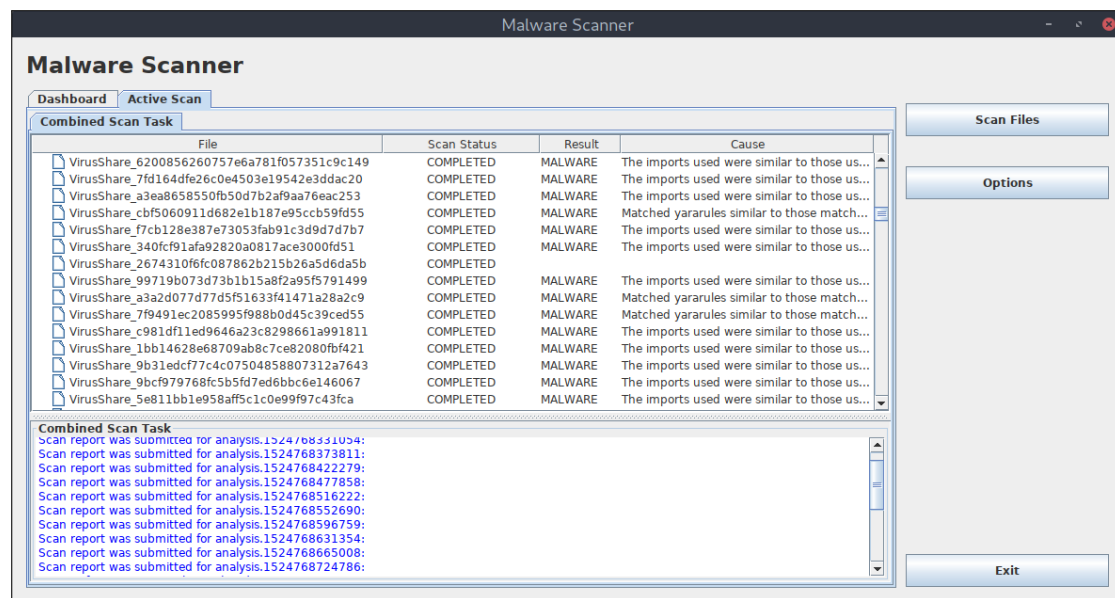 Malware Scanner
Malware Scanner
Dashboard Active Scan
Combined Scan Task
File Scan Status Result Cause
VirusShare_6200856260757e6a781f057351c9c149 COMPLETED MALWARE The imports used were similar to those us...
VirusShare_7fd164dfe26c0e4503e19542e3ddac20 COMPLETED MALWARE The imports used were similar to those us...
VirusShare_a3ea8658550fb50d7b2af9aa76eac253 COMPLETED MALWARE The imports used were similar to those us...
VirusShare_cbf5060911d682e1b187e95ccb59fd55 COMPLETED MALWARE Matched yararules similar to those match...
VirusShare_f7cb128e387e73053fab91c3d9d7d7b7 COMPLETED MALWARE The imports used were similar to those us...
VirusShare_340fcf91afa92820a0817ace3000fd51 COMPLETED MALWARE The imports used were similar to those us...
VirusShare_2674310f6fc087862b215b26a5d6da5b COMPLETED
VirusShare_99719b073d73b1b15a8f2a95f5791499 COMPLETED MALWARE The imports used were similar to those us...
VirusShare_a3a2d077d77d5f51633f41471a28a2c9 COMPLETED MALWARE Matched yararules similar to those match...
VirusShare_7f9491ec2085995f988b0d45c39ced55 COMPLETED MALWARE Matched yararules similar to those match...
VirusShare_c981df11ed9646a23c8298661a991811 COMPLETED MALWARE The imports used were similar to those us...
VirusShare_1bb14628e68709ab8c7ce82080fbf421 COMPLETED MALWARE The imports used were similar to those us...
VirusShare_9b31edcf77c4c07504858807312a7643 COMPLETED MALWARE The imports used were similar to those us...
VirusShare_9bcf979768fc5b5fd7ed6bbc6e146067 COMPLETED MALWARE The imports used were similar to those us...
VirusShare_5e811bb1e958aff5c1c0e99f97c43fca COMPLETED MALWARE The imports used were similar to those us...
Combined Scan Task
Scan report was submitted for analysis.1524768331054:
Scan report was submitted for analysis.1524768373811:
Scan report was submitted for analysis.1524768422279:
Scan report was submitted for analysis.1524768477858:
Scan report was submitted for analysis.1524768516222:
Scan report was submitted for analysis.1524768552690:
Scan report was submitted for analysis.1524768596759:
Scan report was submitted for analysis.1524768631354:
Scan report was submitted for analysis.1524768665008:
Scan report was submitted for analysis.1524768724786:
Scan Files
Options
Exit